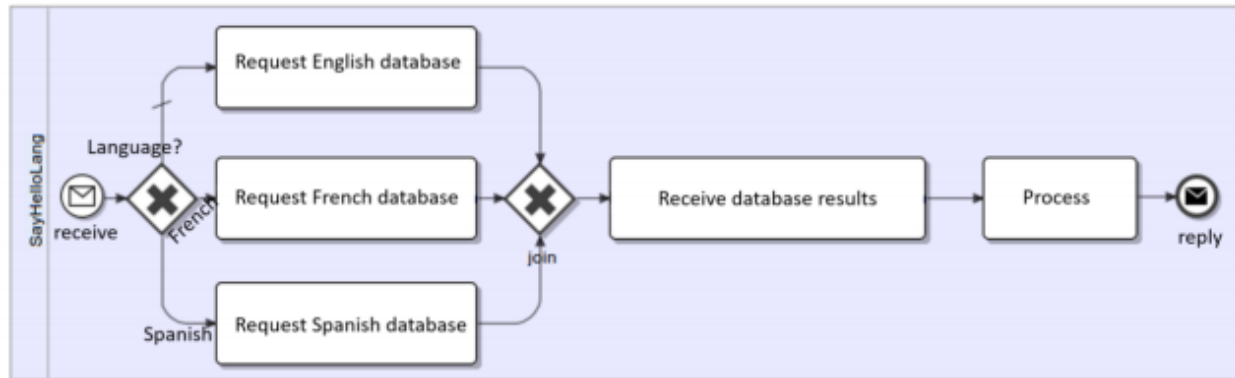 SayHelloLang
receive
Language?
French
Spanish
Request English database
Request French database
Request Spanish database
join
Receive database results
Process
reply